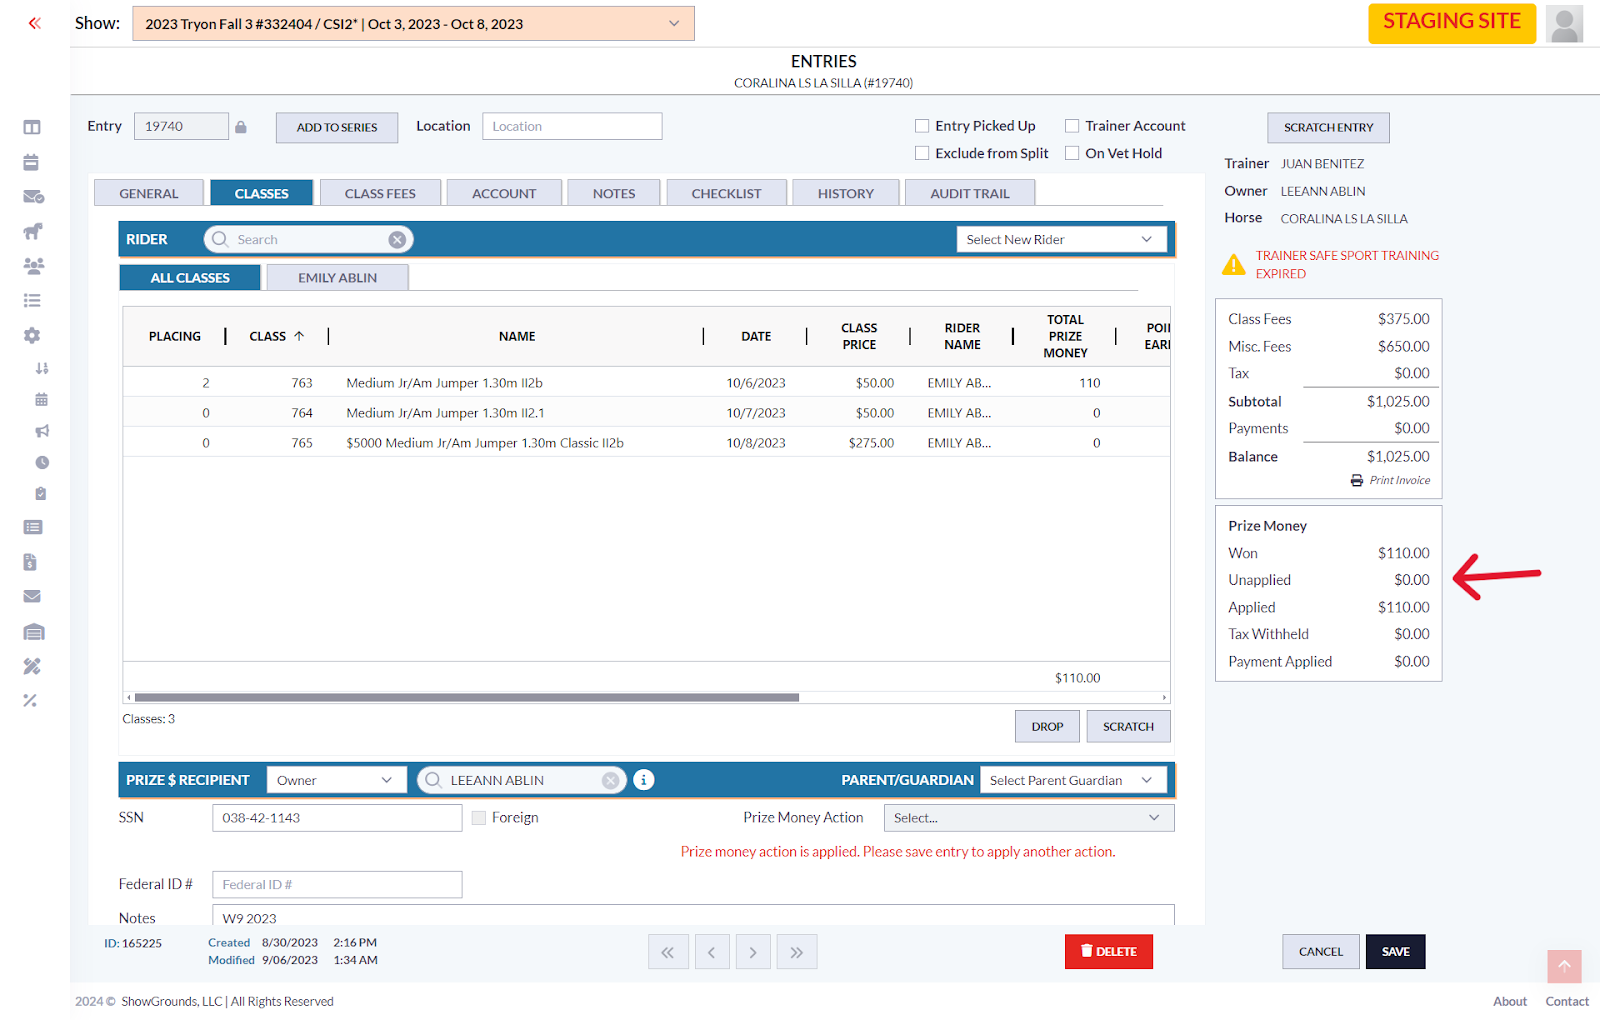 Show: 2023 Tryon Fall 3 #332404 / CSI2* | Oct 3, 2023 - Oct 8, 2023
STAGING SITE
ENTRIES
CORALINA LS LA SILLA (#19740)
Entry 19740 ADD TO SERIES Location Location
Entry Picked Up Trainer Account
Exclude from Split On Vet Hold
SCRATCH ENTRY
Trainer JUAN BENITEZ
Owner LEEANN ABLIN
Horse CORALINA LS LA SILLA
TRAINER SAFE SPORT TRAINING
EXPIRED
GENERAL CLASSES CLASS FEES ACCOUNT NOTES CHECKLIST HISTORY AUDIT TRAIL
RIDER Search Select New Rider
ALL CLASSES EMILY ABLIN
PLACING CLASS NAME DATE CLASS PRICE RIDER NAME TOTAL PRIZE MONEY POI EARI
2 763 Medium Jr/Am Jumper 1.30m II2b 10/6/2023 $50.00 EMILY AB... 110
0 764 Medium Jr/Am Jumper 1.30m II2.1 10/7/2023 $50.00 EMILY AB... 0
0 765 $5000 Medium Jr/Am Jumper 1.30m Classic II2b 10/8/2023 $275.00 EMILY AB... 0
$110.00
Classes: 3
DROP SCRATCH
Class Fees $375.00
Misc. Fees $650.00
Tax $0.00
Subtotal $1,025.00
Payments $0.00
Balance $1,025.00
Print Invoice
Prize Money
Won $110.00
Unapplied $0.00
Applied $110.00
Tax Withheld $0.00
Payment Applied $0.00
PRIZE $ RECIPIENT Owner LEEANN ABLIN i PARENT/GUARDIAN Select Parent Guardian
SSN 038-42-1143 Foreign Prize Money Action Select...
Prize money action is applied. Please save entry to apply another action.
Federal ID # Federal ID #
Notes W9 2023
ID: 165225
Created 8/30/2023 2:16 PM
Modified 9/06/2023 1:34 AM
DELETE CANCEL SAVE
2024 © ShowGrounds, LLC | All Rights Reserved
About Contact